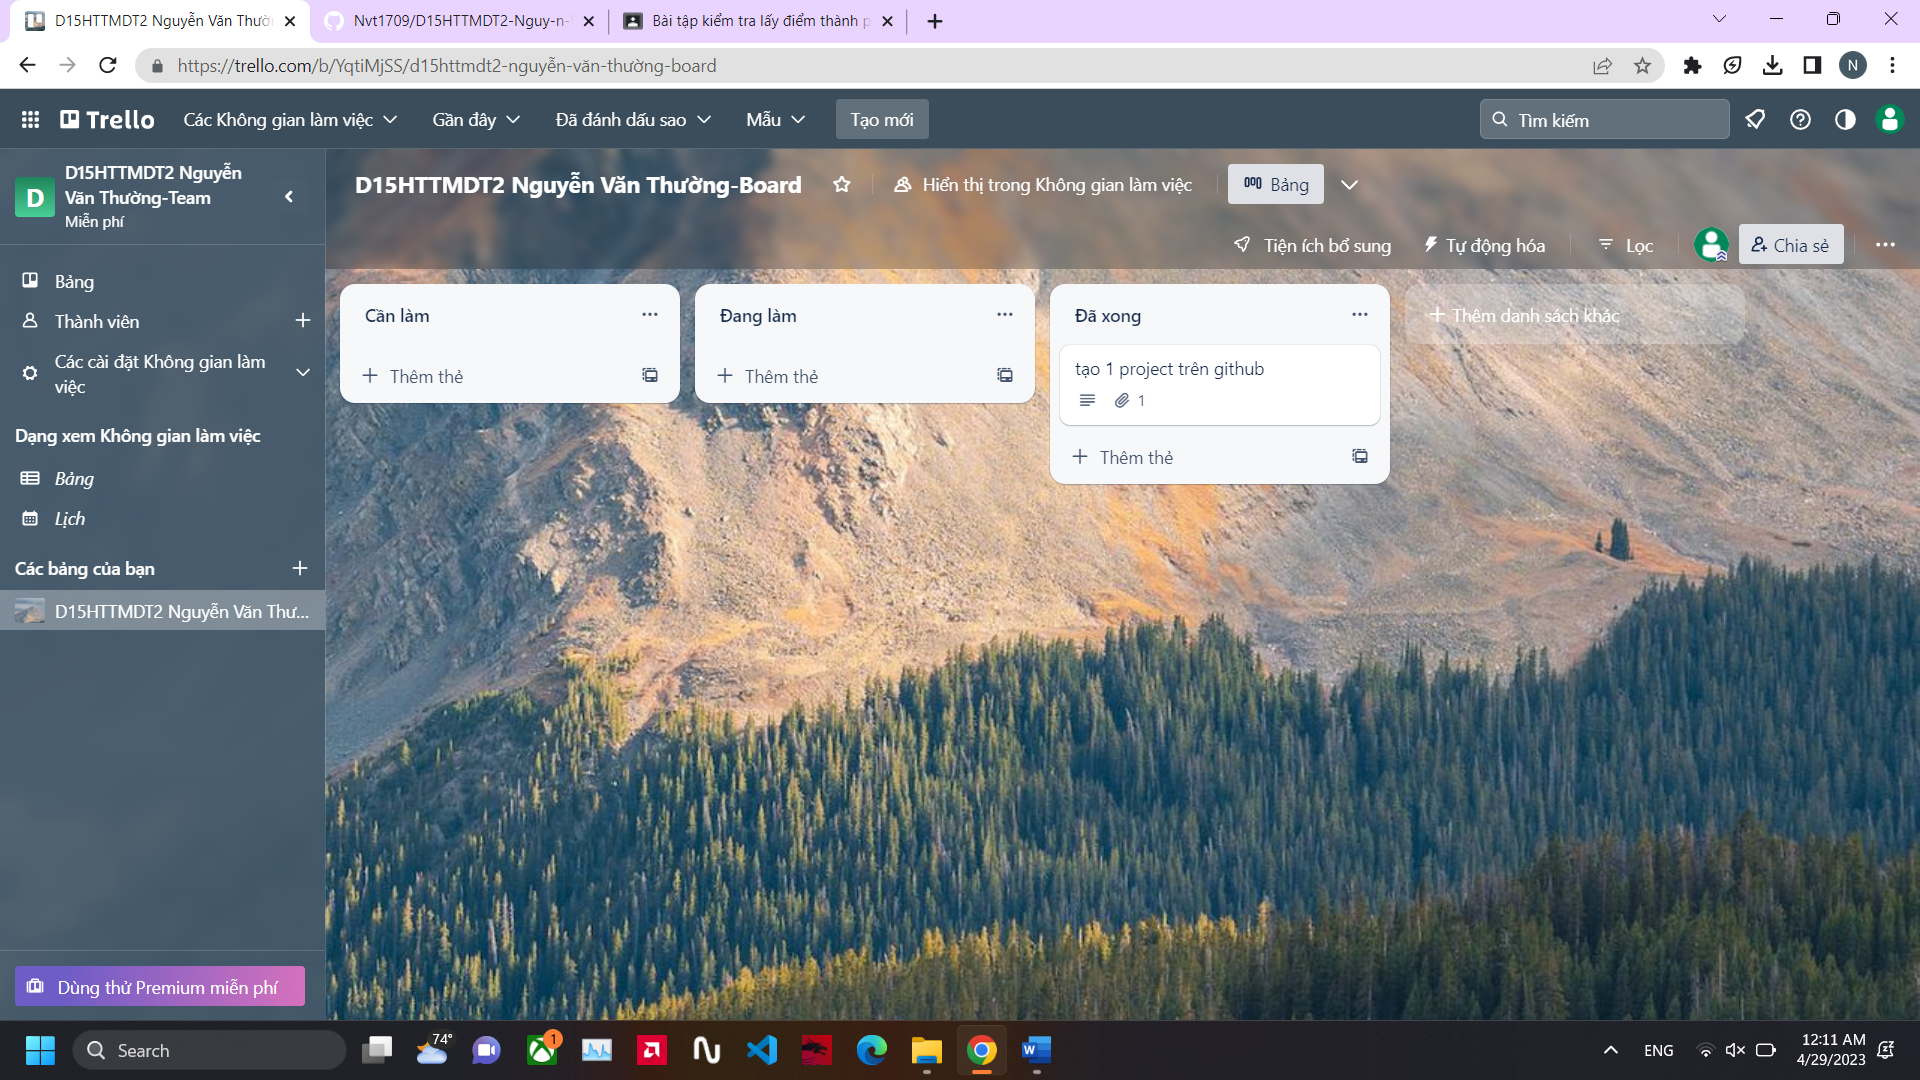 D15HTTMDT2 Nguyễn Văn Thườn
Nvt1709/D15HTTMDT2-Nguy-n-
Bài tập kiểm tra lấy điểm thành p
https://trello.com/b/YqtiMjSS/d15httmdt2-nguyễn-văn-thường-board
N
Trello
Các Không gian làm việc
Gần đây
Đã đánh dấu sao
Mẫu
Tạo mới
Tìm kiếm
D
D15HTTMDT2 Nguyễn
Văn Thường-Team
Miễn phí
D15HTTMDT2 Nguyễn Văn Thường-Board
Hiển thị trong Không gian làm việc
Bảng
Tiện ích bổ sung
Tự động hóa
Lọc
Chia sẻ
Bảng
Thành viên
Các cài đặt Không gian làm
việc
Dạng xem Không gian làm việc
Bảng
Lịch
Các bảng của bạn
D15HTTMDT2 Nguyễn Văn Thư...
Dùng thử Premium miễn phí
Cần làm
Thêm thẻ
Đang làm
Thêm thẻ
Đã xong
tạo 1 project trên github
1
Thêm thẻ
Thêm danh sách khác
Search
74°
1
ENG
12:11 AM
4/29/2023